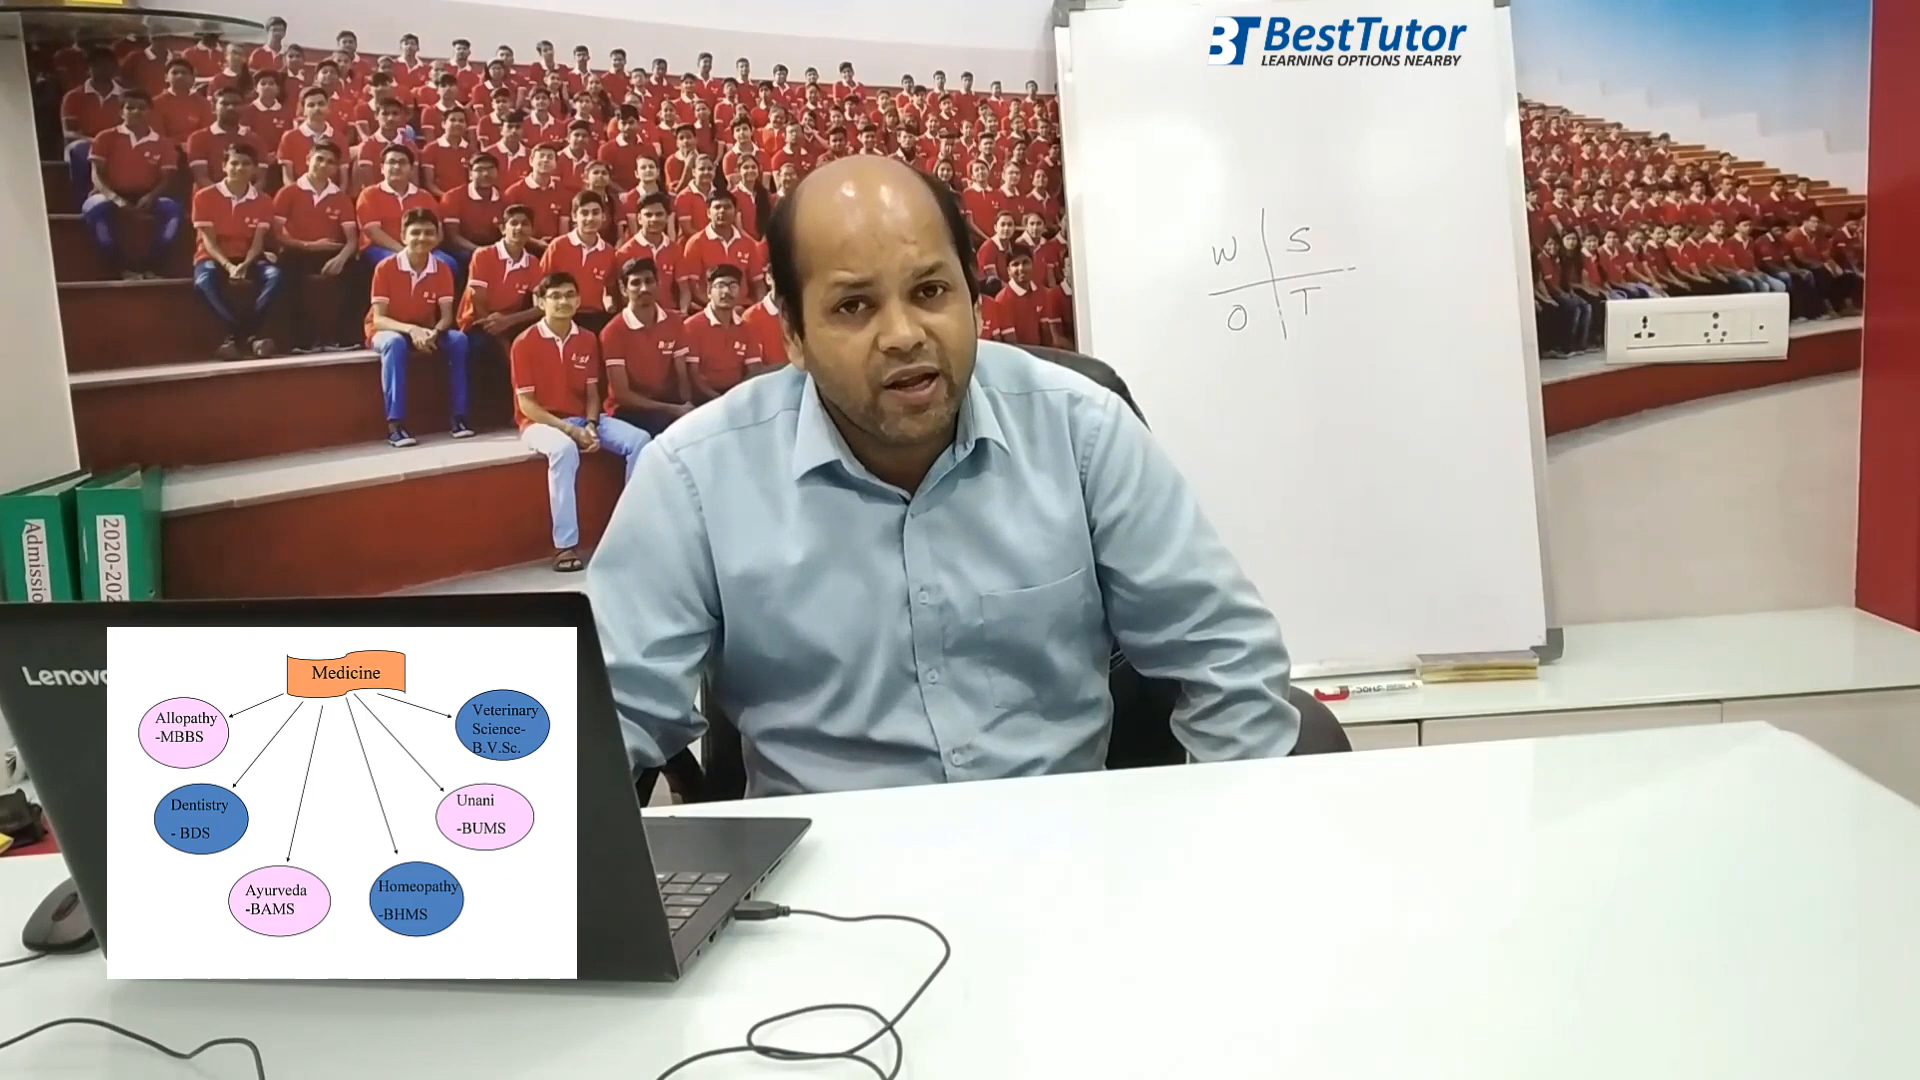 BT BestTutor
LEARNING OPTIONS NEARBY
W S
O T
Admissio
2020-202
Lenovo
Medicine
Allopathy
-MBBS
Veterinary
Science-
B.V.Sc.
Dentistry
- BDS
Unani
-BUMS
Ayurveda
-BAMS
Homeopathy
-BHMS